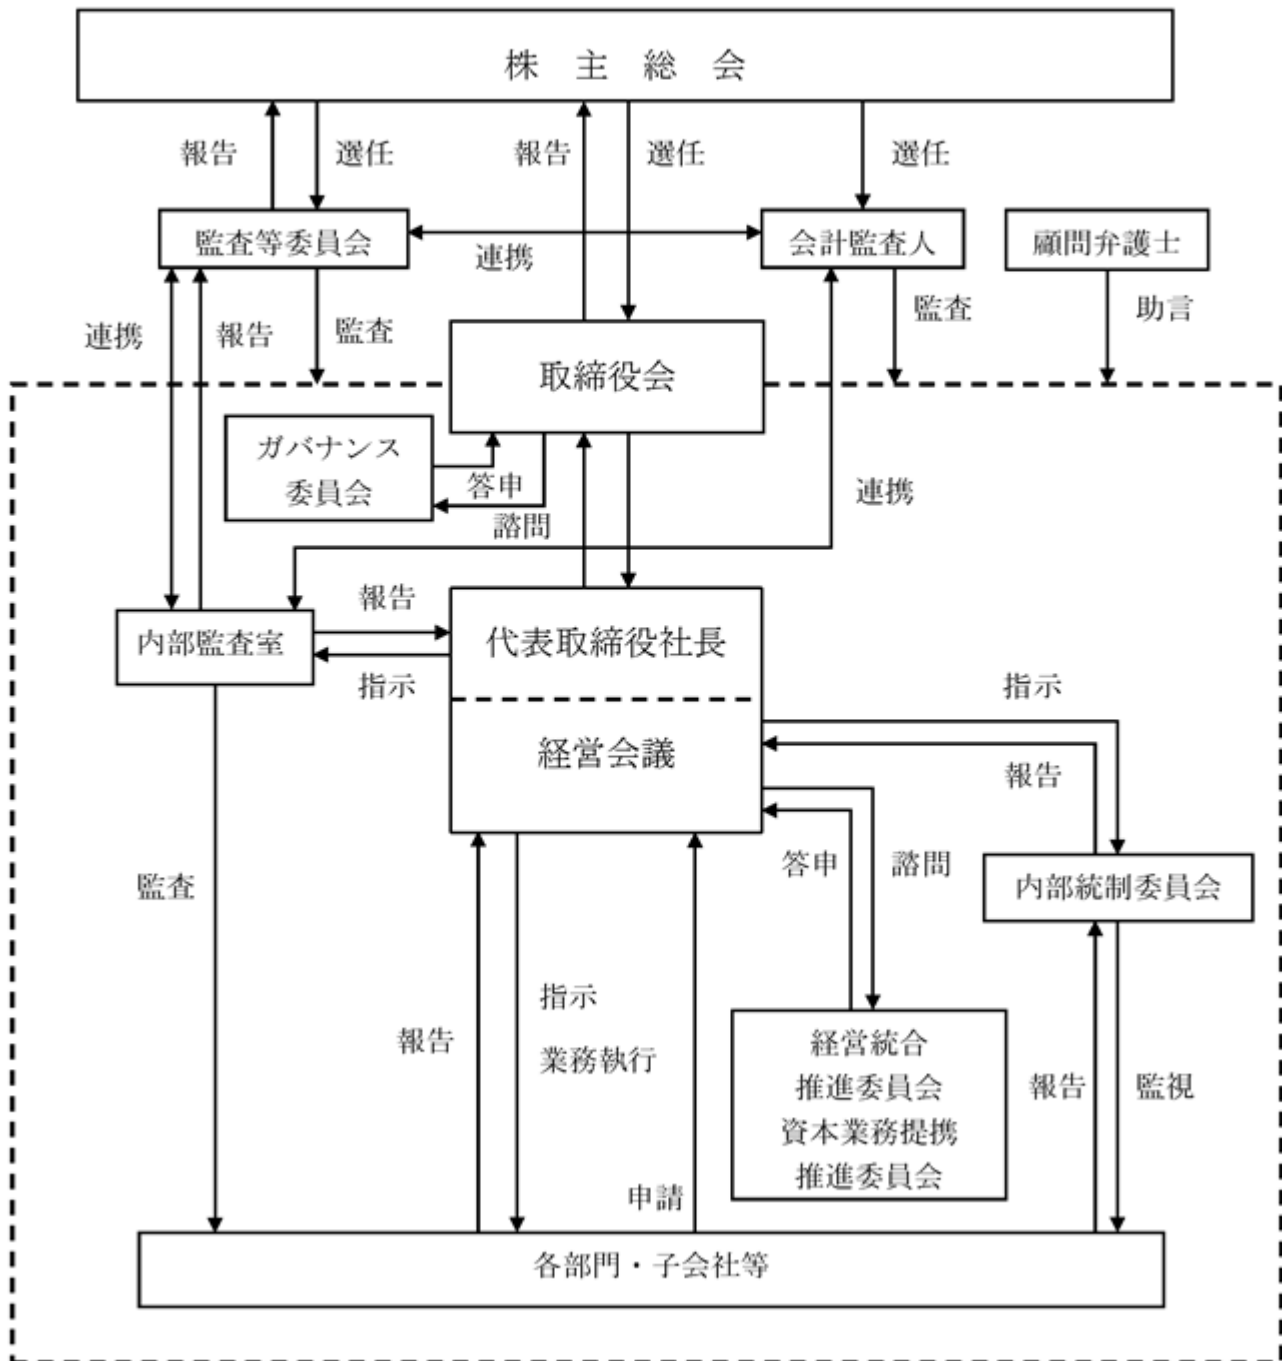 株主総会
報告
選任
報告
選任
選任
監査等委員会
連携
会計監査人
顧問弁護士
連携
報告
監査
監査
助言
取締役会
ガバナンス
委員会
答申
諮問
連携
報告
内部監査室
指示
代表取締役社長
経営会議
指示
報告
答申
諮問
内部統制委員会
監査
報告
指示
業務執行
申請
経営統合
推進委員会
資本業務提携
推進委員会
報告
監視
各部門・子会社等